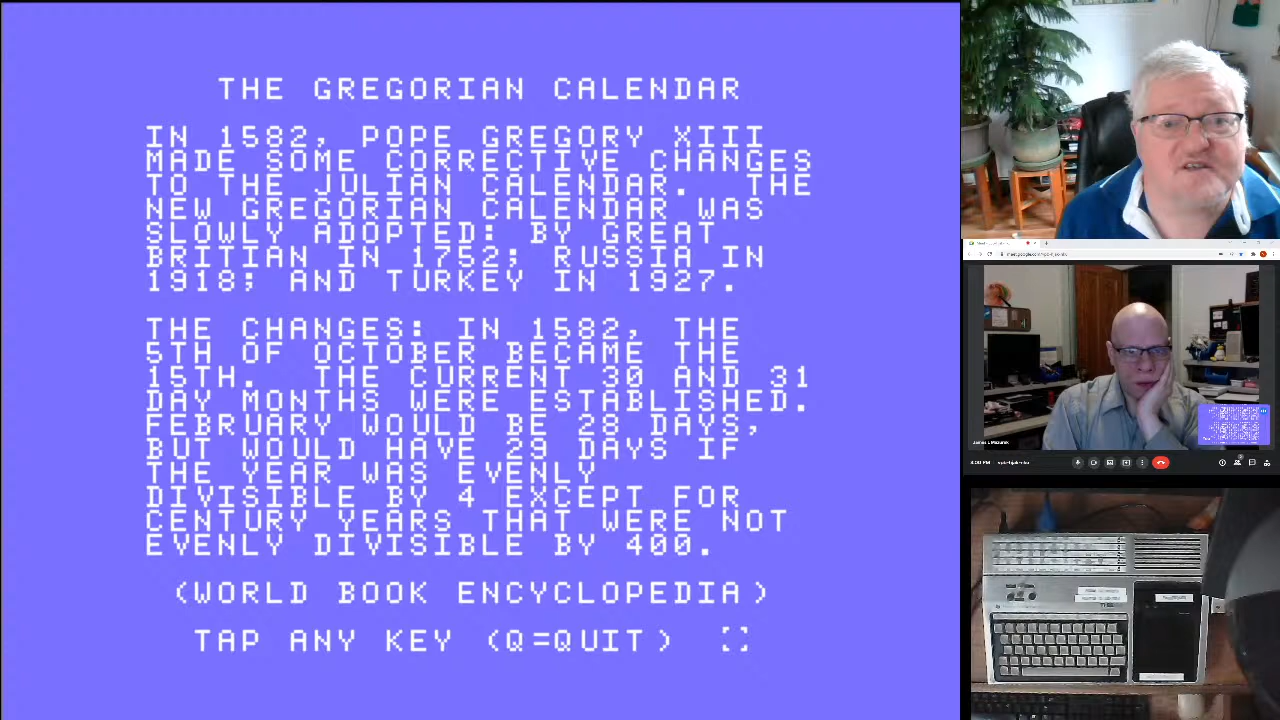 THE GREGORIAN CALENDAR
IN 1582, POPE GREGORY XIII
MADE SOME CORRECTIVE CHANGES
TO THE JULIAN CALENDAR. THE
NEW GREGORIAN CALENDAR WAS
SLOWLY ADOPTED: BY GREAT
BRITIAN IN 1752; RUSSIA IN
1918; AND TURKEY IN 1927.
THE CHANGES: IN 1582, THE
5TH OF OCTOBER BECAME THE
15TH. THE CURRENT 30 AND 31
DAY MONTHS WERE ESTABLISHED.
FEBRUARY WOULD BE 28 DAYS,
BUT WOULD HAVE 29 DAYS IF
THE YEAR WAS EVENLY
DIVISIBLE BY 4 EXCEPT FOR
CENTURY YEARS THAT WERE NOT
EVENLY DIVISIBLE BY 400.
(WORLD BOOK ENCYCLOPEDIA)
TAP ANY KEY (Q=QUIT) []